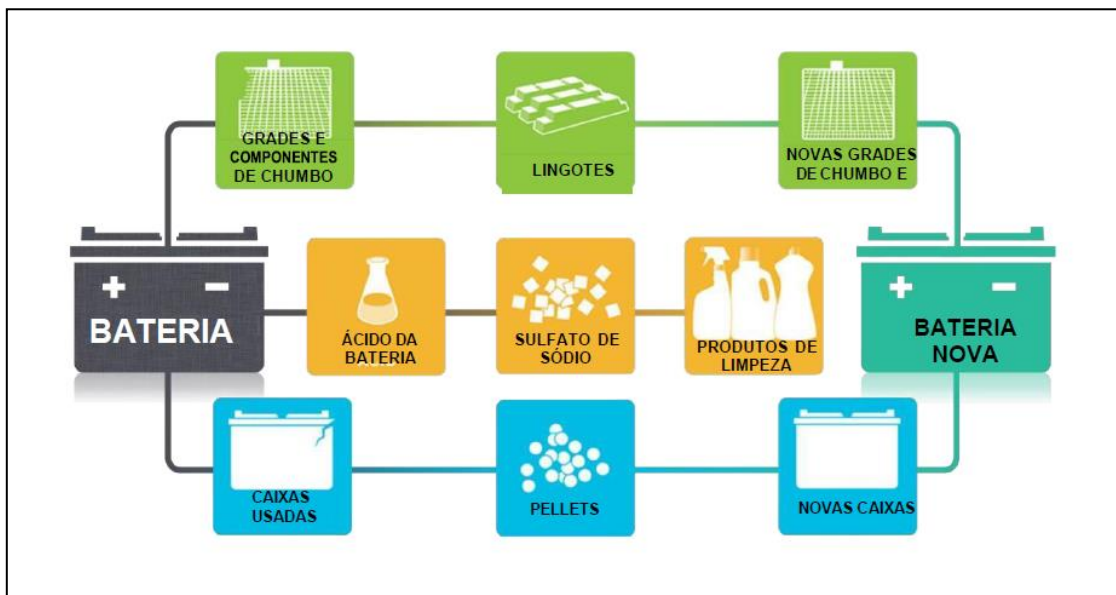 GRADES E
COMPONENTES
DE CHUMBO
LINGOTES
NOVAS GRADES
DE CHUMBO E
+ -
BATERIA
ÁCIDO DA
BATERIA
SULFATO DE
SÓDIO
PRODUTOS DE
LIMPEZA
+ -
BATERIA
NOVA
CAIXAS
USADAS
PELLETS
NOVAS CAIXAS